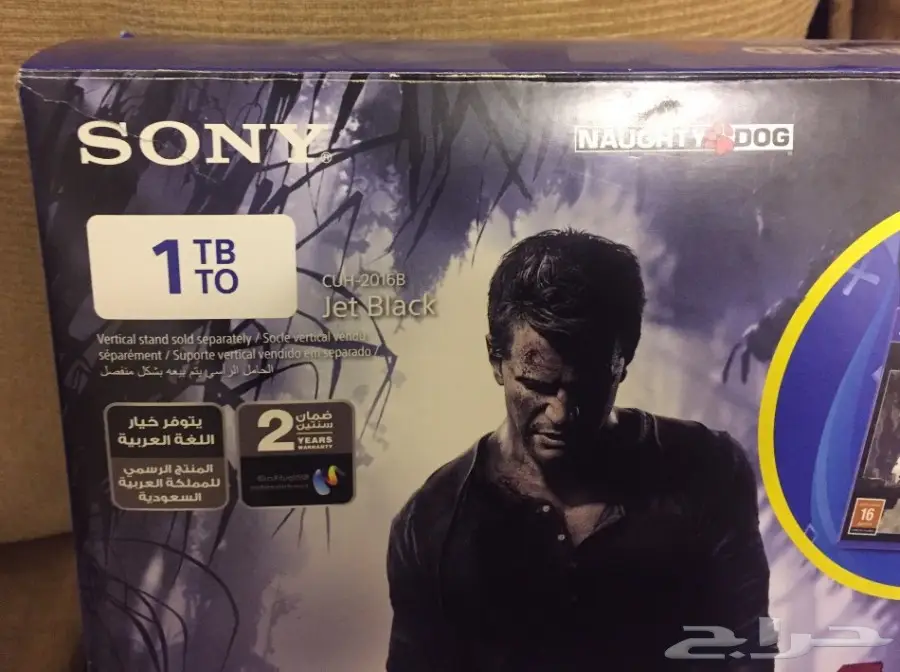 SONY®
NAUGHTY DOG
1 TB
TO
CUH-2016B
Jet Black
Vertical stand sold separately / Socle vertical vendu
séparément / Suporte vertical vendido em separado /
الحامل الرأسي يتم بيعه بشكل منفصل
يتوفر خيار
اللغة العربية
المنتج الرسمي
للمملكة العربية
السعودية
2 ضمان
سنتين
YEARS
WARRANTY
16
حراج